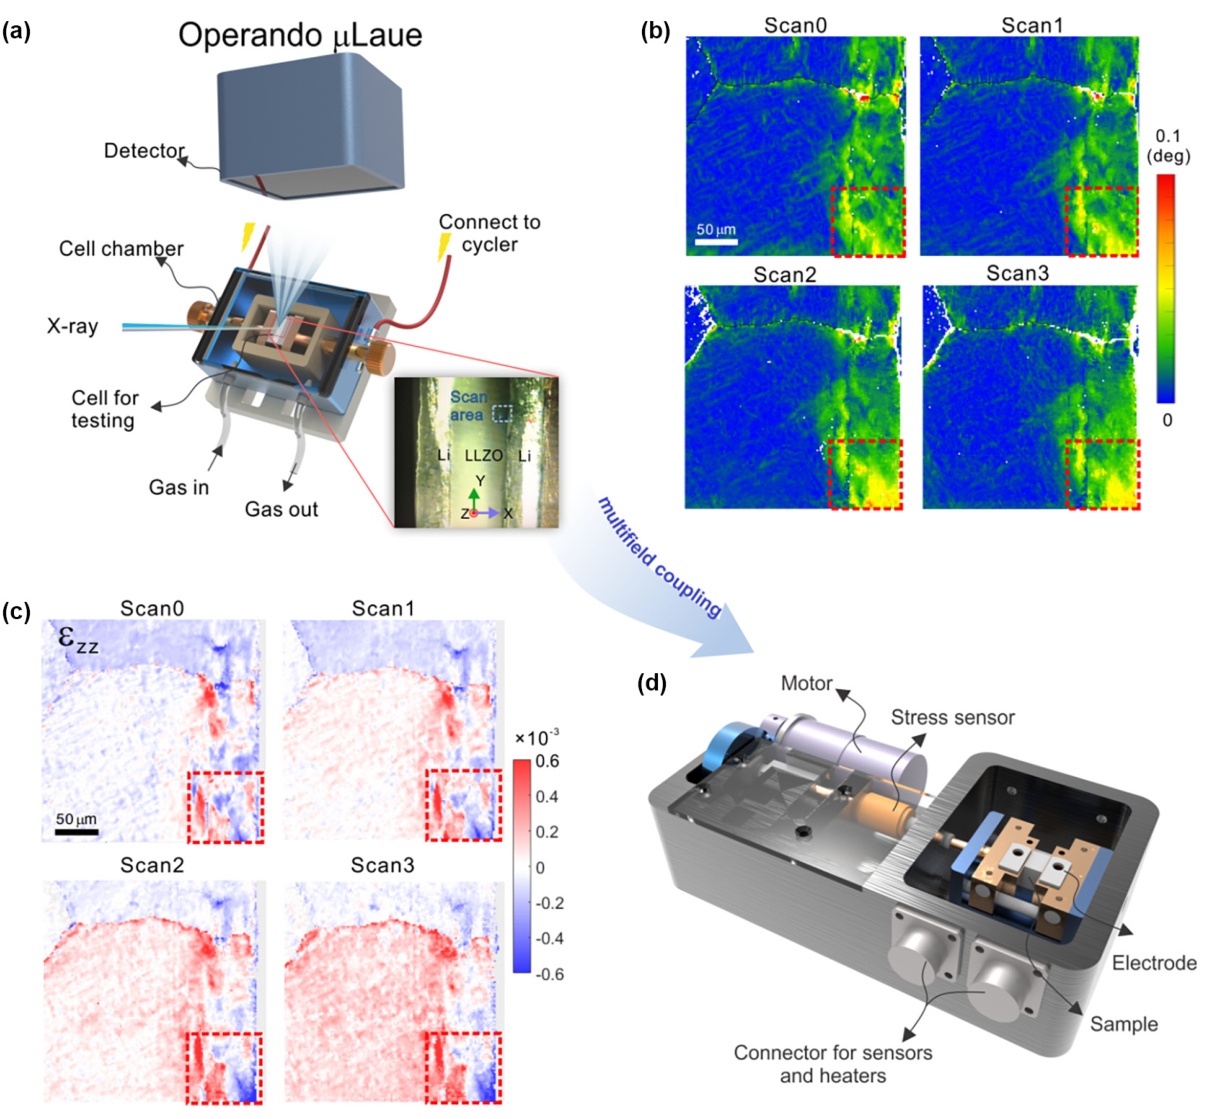 (a)
Operando μLaue
Detector
Connect to
cycler
Cell chamber
X-ray
Cell for
testing
Gas in
Gas out
Scan
area
Li
LLZO
Li
Y
Z
X
(b)
Scan0
Scan1
50 μm
0.1
(deg)
Scan2
Scan3
0
multifield coupling
(c)
Scan0
Scan1
εzz
50 μm
×10⁻³
0.6
0.4
0.2
0
-0.2
-0.4
-0.6
Scan2
Scan3
(d)
Motor
Stress sensor
Electrode
Sample
Connector for sensors
and heaters